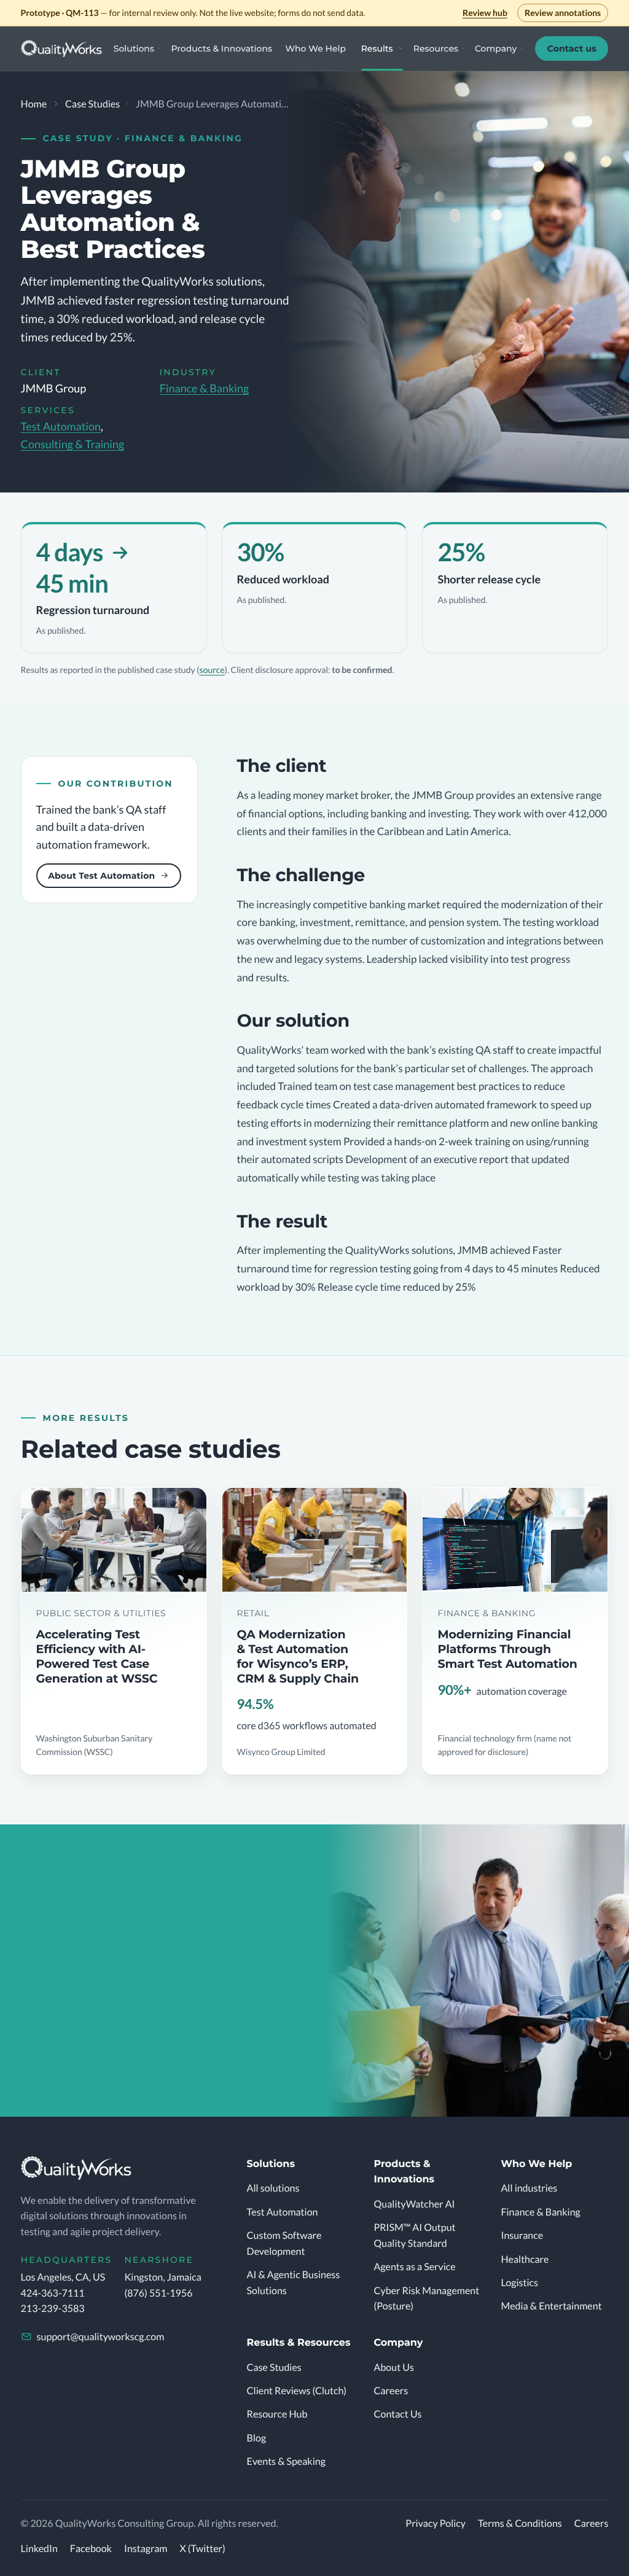 Prototype · QM-113 — for internal review only. Not the live website; forms do not send data.
Review hub
Review annotations
QualityWorks
Solutions
Products & Innovations
Who We Help
Results
Resources
Company
Contact us
Home
Case Studies
JMMB Group Leverages Automati...
CASE STUDY · FINANCE & BANKING
JMMB Group
Leverages
Automation &
Best Practices
After implementing the QualityWorks solutions,
JMMB achieved faster regression testing turnaround
time, a 30% reduced workload, and release cycle
times reduced by 25%.
CLIENT
JMMB Group
INDUSTRY
Finance & Banking
SERVICES
Test Automation,
Consulting & Training
4 days →
45 min
Regression turnaround
As published.
30%
Reduced workload
As published.
25%
Shorter release cycle
As published.
Results as reported in the published case study (source). Client disclosure approval: to be confirmed.
OUR CONTRIBUTION
Trained the bank's QA staff
and built a data-driven
automation framework.
About Test Automation →
The client
As a leading money market broker, the JMMB Group provides an extensive range
of financial options, including banking and investing. They work with over 412,000
clients and their families in the Caribbean and Latin America.
The challenge
The increasingly competitive banking market required the modernization of their
core banking, investment, remittance, and pension system. The testing workload
was overwhelming due to the number of customization and integrations between
the new and legacy systems. Leadership lacked visibility into test progress
and results.
Our solution
QualityWorks' team worked with the bank's existing QA staff to create impactful
and targeted solutions for the bank's particular set of challenges. The approach
included Trained team on test case management best practices to reduce
feedback cycle times Created a data-driven automated framework to speed up
testing efforts in modernizing their remittance platform and new online banking
and investment system Provided a hands-on 2-week training on using/running
their automated scripts Development of an executive report that updated
automatically while testing was taking place
The result
After implementing the QualityWorks solutions, JMMB achieved Faster
turnaround time for regression testing going from 4 days to 45 minutes Reduced
workload by 30% Release cycle time reduced by 25%
MORE RESULTS
Related case studies
PUBLIC SECTOR & UTILITIES
Accelerating Test
Efficiency with AI-
Powered Test Case
Generation at WSSC
Washington Suburban Sanitary
Commission (WSSC)
RETAIL
QA Modernization
& Test Automation
for Wisynco's ERP,
CRM & Supply Chain
94.5%
core d365 workflows automated
Wisynco Group Limited
FINANCE & BANKING
Modernizing Financial
Platforms Through
Smart Test Automation
90%+ automation coverage
Financial technology firm (name not
approved for disclosure)
QualityWorks
We enable the delivery of transformative
digital solutions through innovations in
testing and agile project delivery.
HEADQUARTERS
Los Angeles, CA, US
424-363-7111
213-239-3583
NEARSHORE
Kingston, Jamaica
(876) 551-1956
support@qualityworkscg.com
Solutions
All solutions
Test Automation
Custom Software
Development
AI & Agentic Business
Solutions
Products &
Innovations
QualityWatcher AI
PRISM™ AI Output
Quality Standard
Agents as a Service
Cyber Risk Management
(Posture)
Who We Help
All industries
Finance & Banking
Insurance
Healthcare
Logistics
Media & Entertainment
Results & Resources
Case Studies
Client Reviews (Clutch)
Resource Hub
Blog
Events & Speaking
Company
About Us
Careers
Contact Us
© 2026 QualityWorks Consulting Group. All rights reserved.
Privacy Policy
Terms & Conditions
Careers
LinkedIn
Facebook
Instagram
X (Twitter)